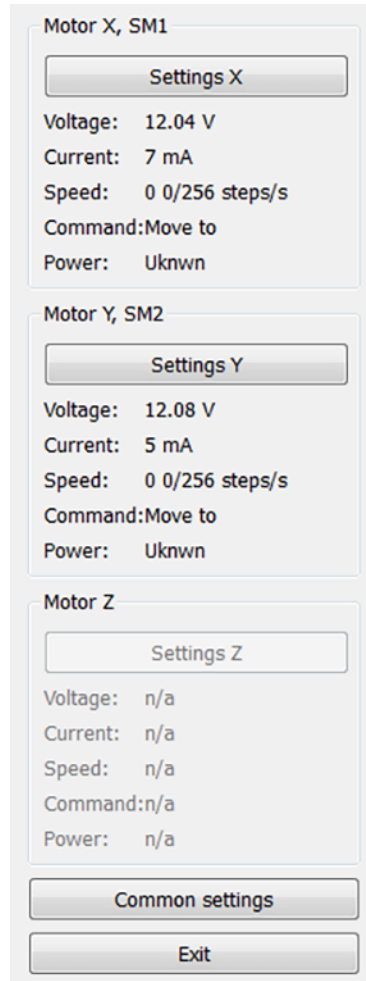 Motor X, SM1
Settings X
Voltage: 12.04 V
Current: 7 mA
Speed: 0 0/256 steps/s
Command:Move to
Power: Uknwn
Motor Y, SM2
Settings Y
Voltage: 12.08 V
Current: 5 mA
Speed: 0 0/256 steps/s
Command:Move to
Power: Uknwn
Motor Z
Settings Z
Voltage: n/a
Current: n/a
Speed: n/a
Command:n/a
Power: n/a
Common settings
Exit